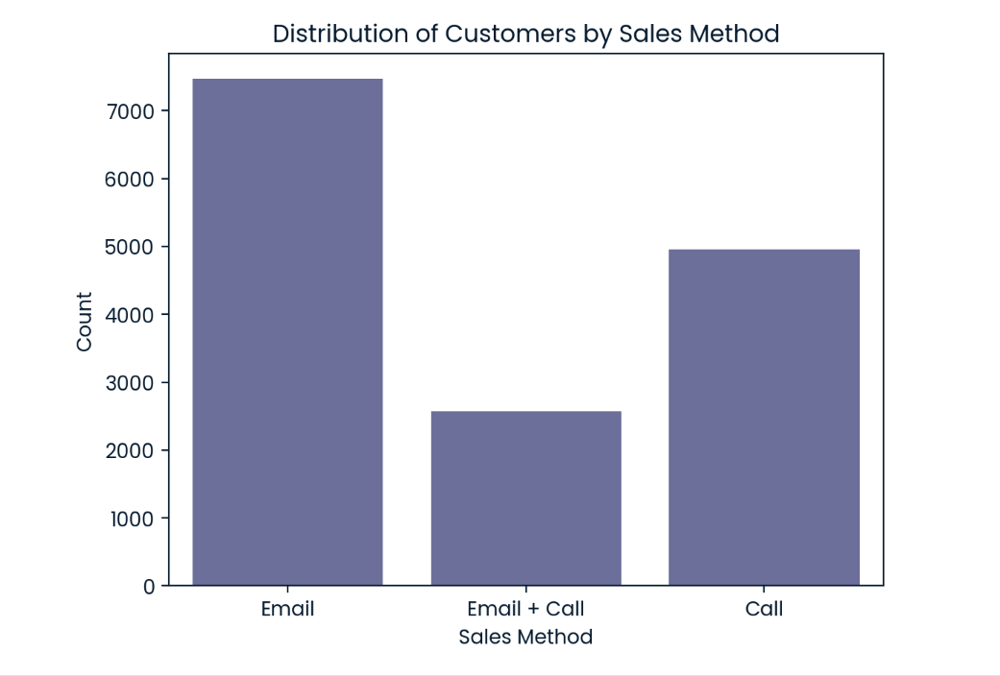 Distribution of Customers by Sales Method
7000
6000
5000
4000
3000
2000
1000
0
Count
Email
Email + Call
Call
Sales Method